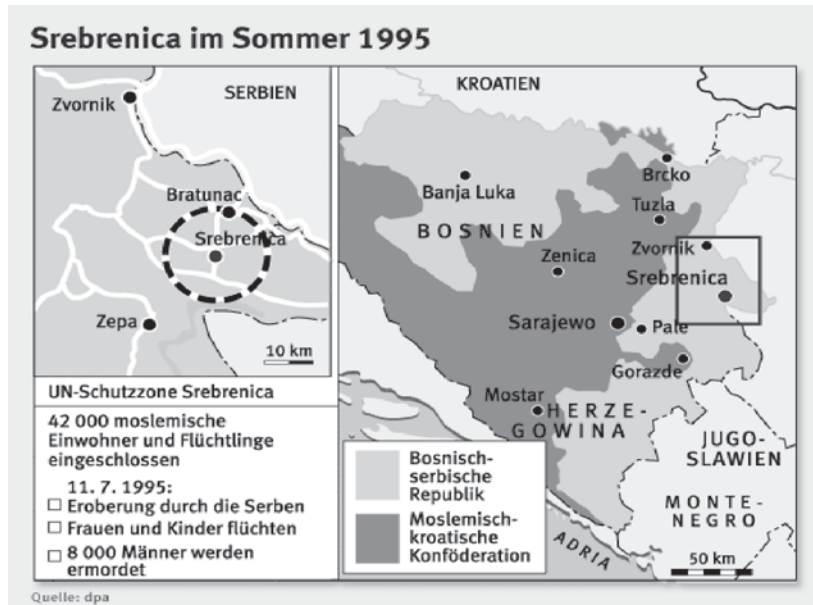 Srebrenica im Sommer 1995
Zvornik
SERBIEN
Bratunac
Srebrenica
Zepa
10 km
UN-Schutzzone Srebrenica
42 000 moslemische
Einwohner und Flüchtlinge
eingeschlossen
11. 7. 1995:
Eroberung durch die Serben
Frauen und Kinder flüchten
8 000 Männer werden
ermordet
KROATIEN
Brcko
Banja Luka
Tuzla
BOSNIEN
Zvornik
Zenica
Srebrenica
Sarajewo
Pale
Gorazde
Mostar
HERZE-
GOWINA
JUGO-
SLAWIEN
MONTE-
NEGRO
ADRIA
50 km
Bosnisch-
serbische
Republik
Moslemisch-
kroatische
Konföderation
Quelle: dpa